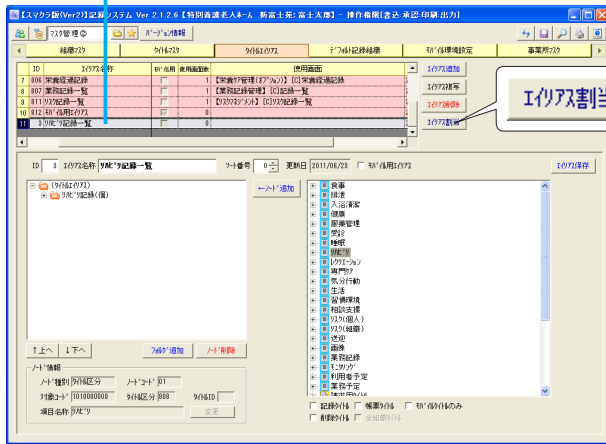 【スマクラ版(Ver2)】記録システム Ver 2.1.2.6 【特別養護老人ホーム 新富士苑:富士太郎】 - 操作権限[書込:承認:印刷:出力]
マスタ管理② バージョン情報
組織マスタ タイトルマスタ タイトルエイリアス デフォルト記録組織 モバイル環境設定 事業所マスタ
ID エイリアス名称 モバイル用 使用画面数 使用画面
7 806 栄養経過記録 1 【栄養ケア管理(オプション)】[C]栄養経過記録
8 807 業務記録一覧 1 【業務記録管理】[C]記録一覧
9 811 リスク記録一覧 1 【リスクマネジメント】[C]リスク記録一覧
10 812 モバイル用エイリアス 0
11 3 リハビリ記録一覧 0
エイリアス追加
エイリアス複写
エイリアス削除
エイリアス割当
エイリアス割当
ID 3 エイリアス名称 リハビリ記録一覧 ソート番号 0 更新日 2011/06/23 モバイル用エイリアス エイリアス保存
(タイトルエイリアス)
リハビリ記録(個)
←ノード追加
食事
排泄
入浴清潔
健康
服薬管理
受診
睡眠
リハビリ
レクリエーション
専門ケア
気分行動
生活
習慣環境
相談支援
リスク(個人)
リスク(組織)
送迎
画像
業務記録
モニタリング
利用者予定
業務予定
請求用タイトル
↑上へ ↓下へ フォルダ追加 ノード削除
ノード情報
ノード種別 タイトル区分 ノードコード 01
対象コード 1010000000 タイトル区分 808 タイトルID
項目名称 リハビリ 変更
記録タイトル 帳票タイトル モバイルタイトルのみ
削除タイトル 全組織タイトル